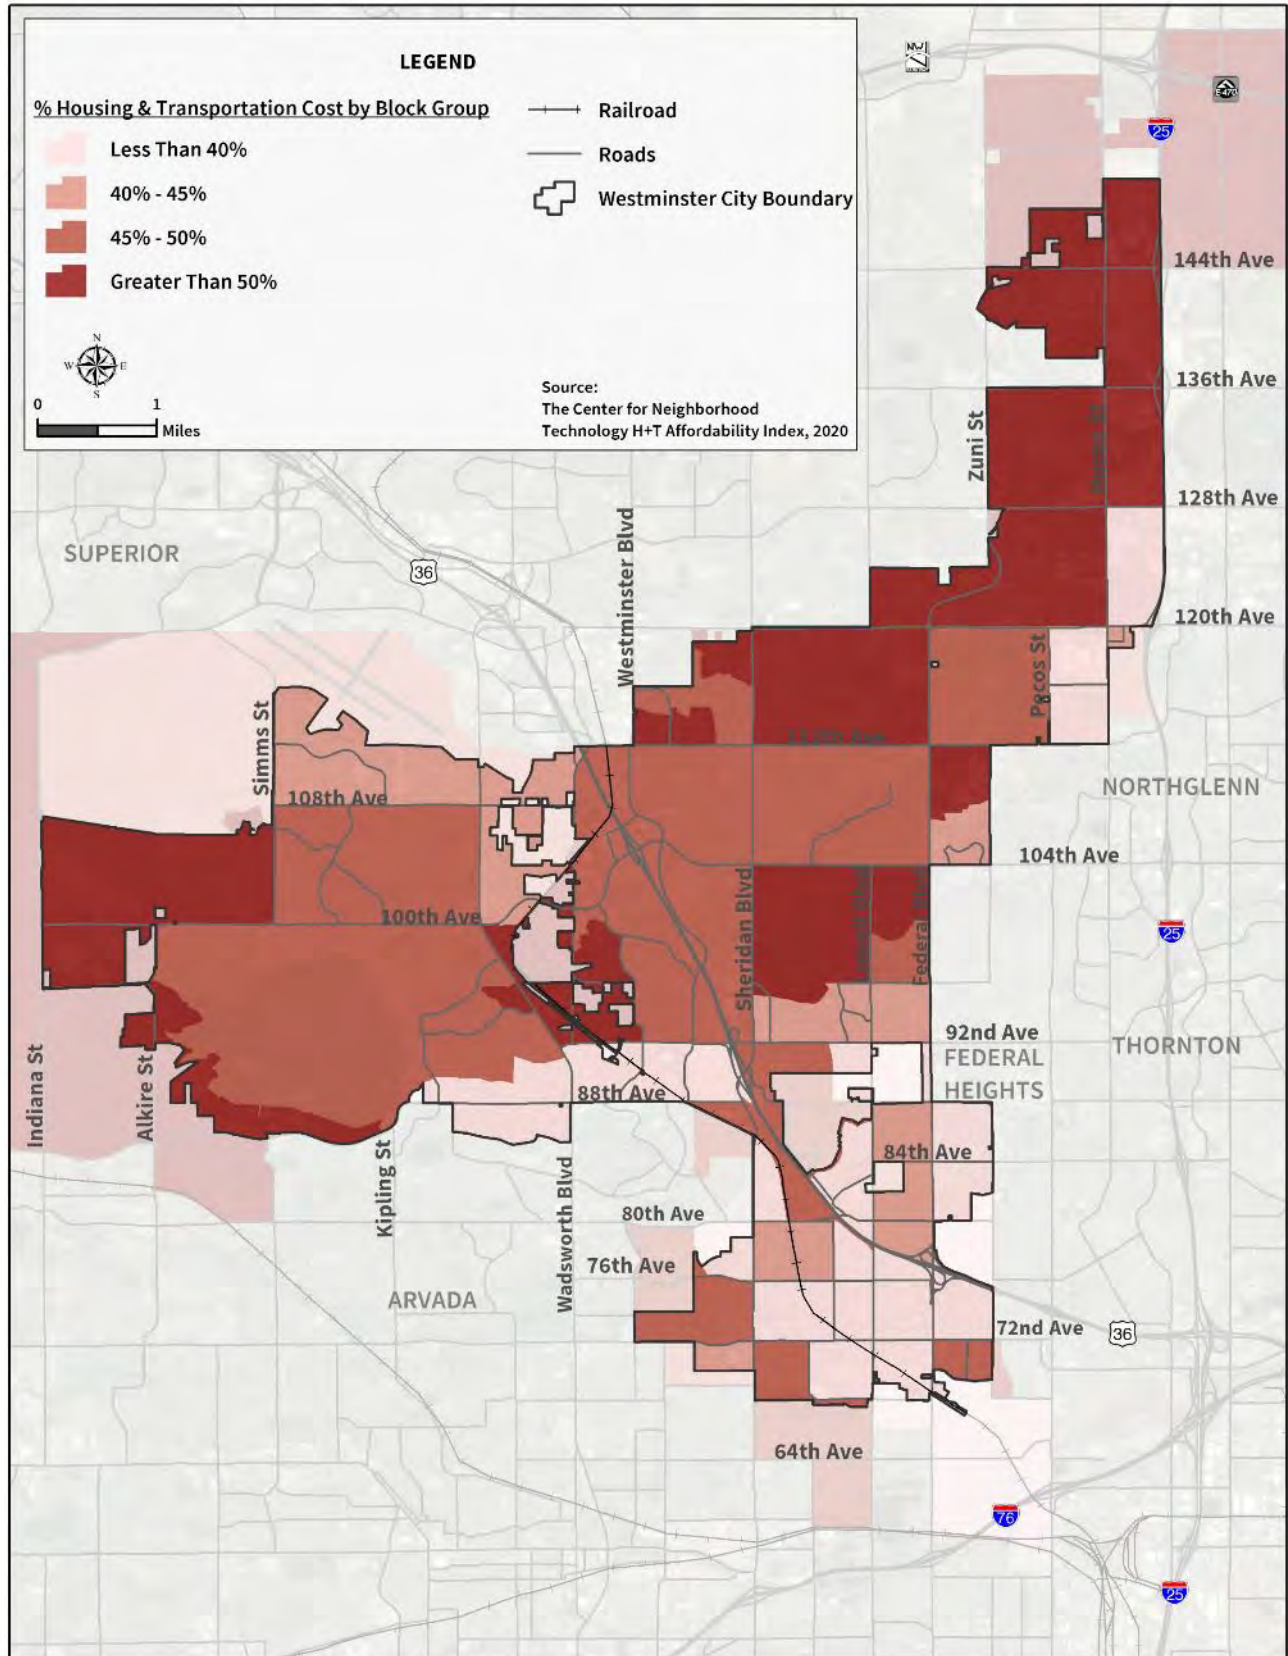 LEGEND
% Housing & Transportation Cost by Block Group
Less Than 40%
40% - 45%
45% - 50%
Greater Than 50%
Railroad
Roads
Westminster City Boundary
N
W
E
S
0
1
Miles
Source:
The Center for Neighborhood
Technology H+T Affordability Index, 2020
NW
E-470
25
144th Ave
136th Ave
Zuni St
128th Ave
SUPERIOR
36
Westminster Blvd
120th Ave
Pecos St
Simms St
112th Ave
108th Ave
NORTHGLENN
104th Ave
100th Ave
Sheridan Blvd
Federal Blvd
25
92nd Ave
FEDERAL
HEIGHTS
THORNTON
Indiana St
Alkire St
88th Ave
Kipling St
84th Ave
Wadsworth Blvd
80th Ave
76th Ave
ARVADA
72nd Ave
36
64th Ave
76
25